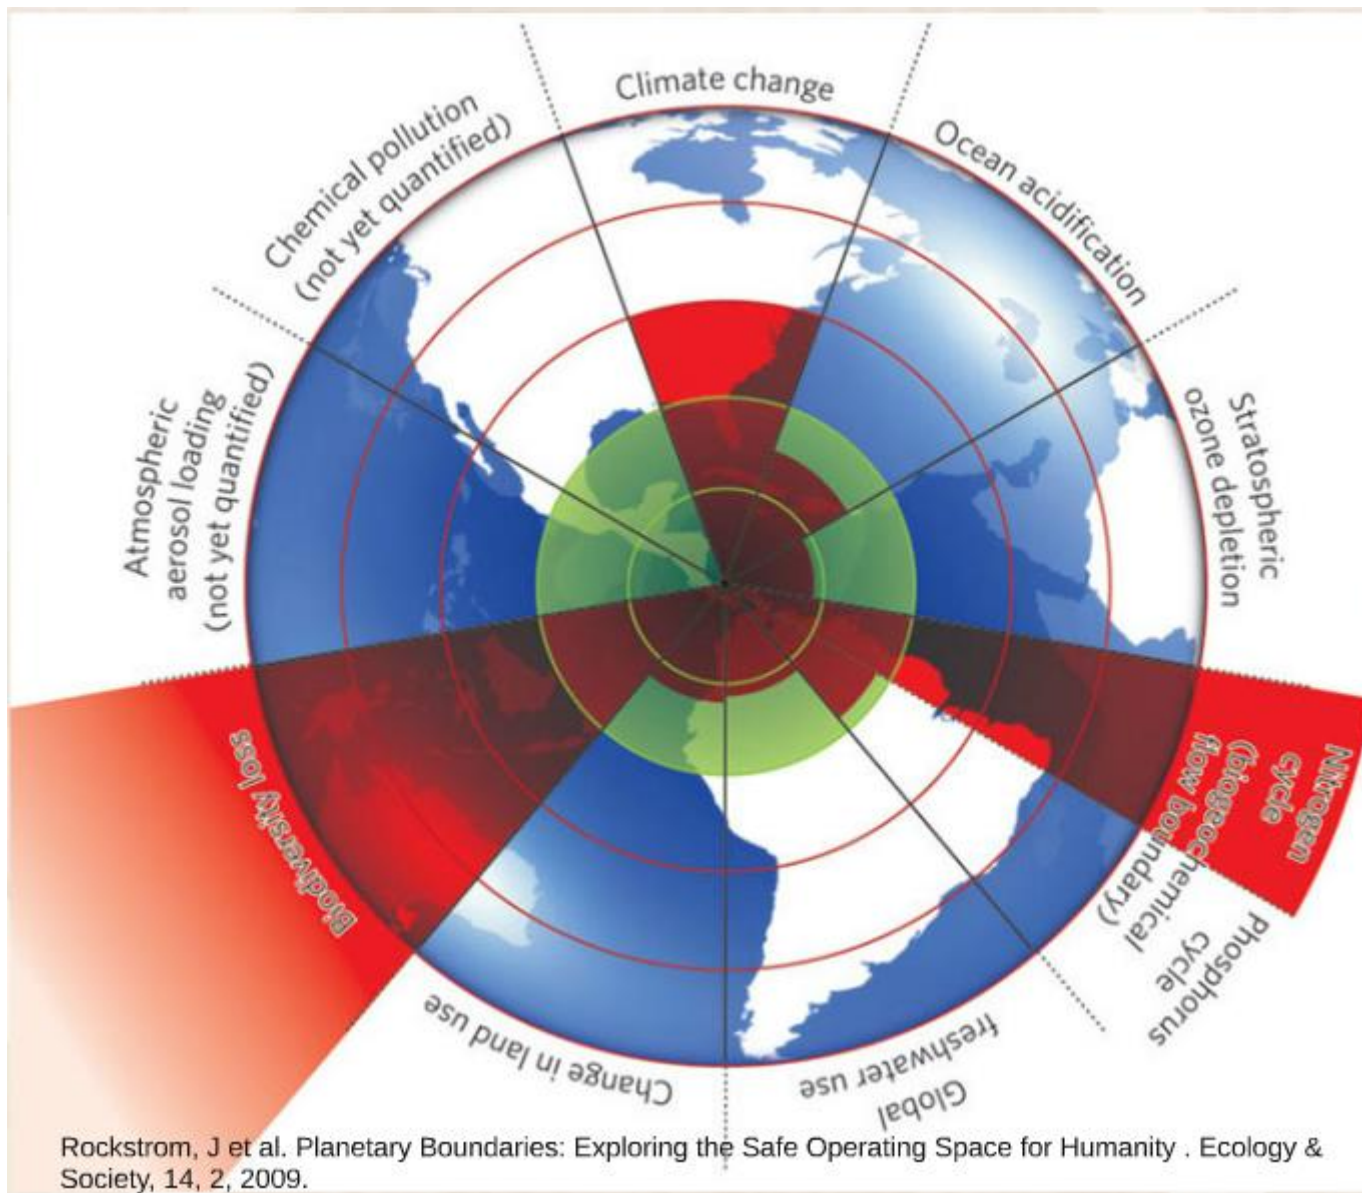 Climate change
Ocean acidification
Stratospheric
ozone depletion
Nitrogen
cycle
(biogeochemical
flow boundary)
Phosphorus
cycle
Global
freshwater use
Change in land use
Biodiversity loss
Atmospheric
aerosol loading
(not yet quantified)
Chemical pollution
(not yet quantified)
Rockstrom, J et al. Planetary Boundaries: Exploring the Safe Operating Space for Humanity . Ecology &
Society, 14, 2, 2009.